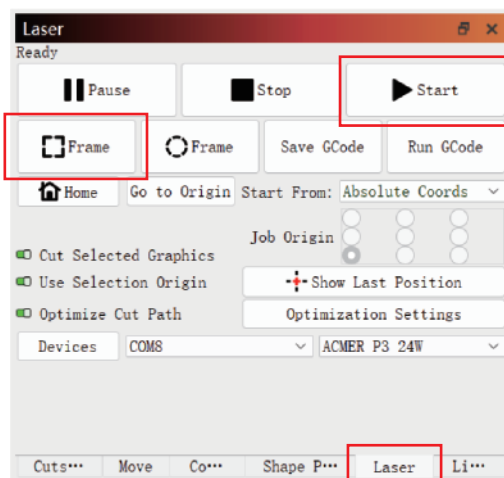 Laser
Ready
Pause Stop Start
Frame Frame Save GCode Run GCode
Home Go to Origin Start From: Absolute Coords
Job Origin
Cut Selected Graphics
Use Selection Origin Show Last Position
Optimize Cut Path Optimization Settings
Devices COM8 ACMER P3 24W
Cuts··· Move Co··· Shape P··· Laser Li···